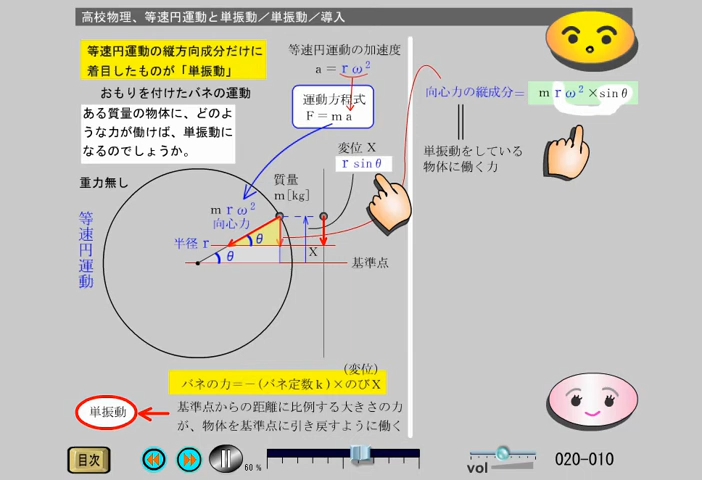 高校物理、等速円運動と単振動／単振動／導入
等速円運動の縦方向成分だけに
着目したものが「単振動」
おもりを付けたバネの運動
ある質量の物体に、どのよ
うな力が働けば、単振動に
なるのでしょうか。
等速円運動の加速度
a = r ω²
運動方程式
F = m a
変位 X
r sin θ
向心力の縦成分 = m r ω² × sin θ
単振動をしている
物体に働く力
重力無し
質量
m[kg]
m r ω²
向心力
半径 r
θ
θ
X
基準点
等速円運動
(変位)
バネの力＝−(バネ定数ｋ)×のびX
単振動
基準点からの距離に比例する大きさの力
が、物体を基準点に引き戻すように働く
目次
60 %
vol
020-010